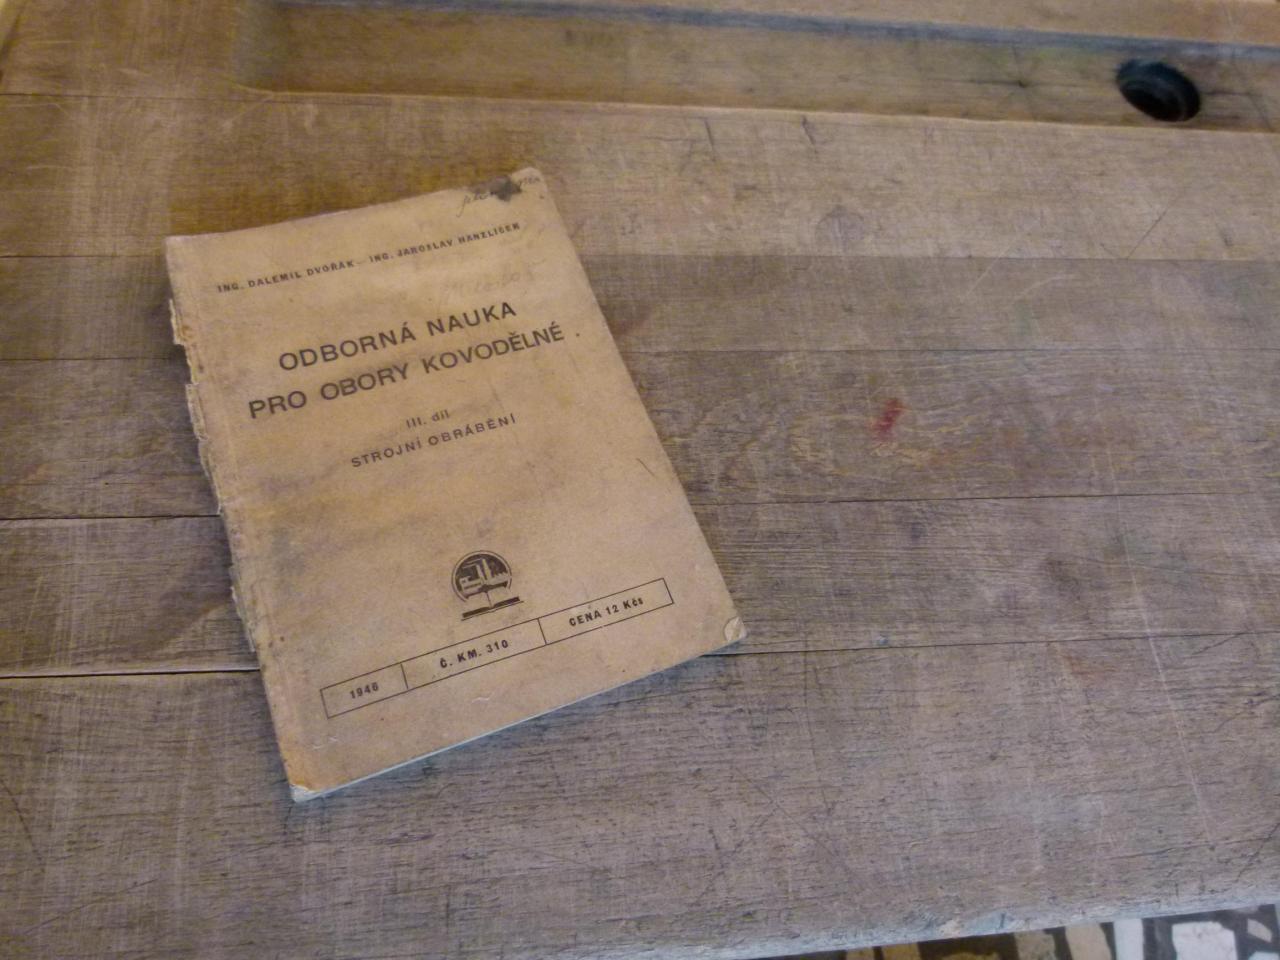 ING. DALEMIL DVOŘÁK - ING. JAROSLAV HANZLÍČEK
ODBORNÁ NAUKA
PRO OBORY KOVODĚLNÉ
III. díl
STROJNÍ OBRÁBĚNÍ
1946 Č. KM. 310 CENA 12 Kčs